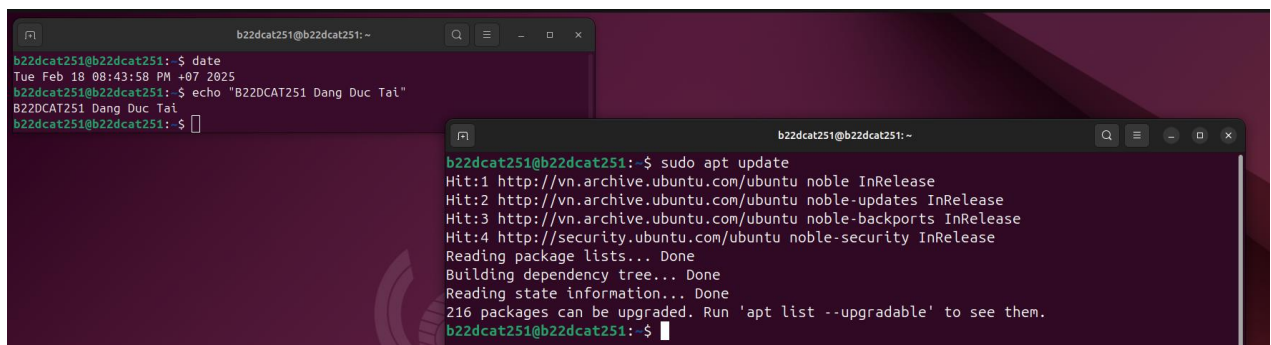 b22dcat251@b22dcat251: ~
b22dcat251@b22dcat251:~$ date
Tue Feb 18 08:43:58 PM +07 2025
b22dcat251@b22dcat251:~$ echo "B22DCAT251 Dang Duc Tai"
B22DCAT251 Dang Duc Tai
b22dcat251@b22dcat251:~$
b22dcat251@b22dcat251: ~
b22dcat251@b22dcat251:~$ sudo apt update
Hit:1 http://vn.archive.ubuntu.com/ubuntu noble InRelease
Hit:2 http://vn.archive.ubuntu.com/ubuntu noble-updates InRelease
Hit:3 http://vn.archive.ubuntu.com/ubuntu noble-backports InRelease
Hit:4 http://security.ubuntu.com/ubuntu noble-security InRelease
Reading package lists... Done
Building dependency tree... Done
Reading state information... Done
216 packages can be upgraded. Run 'apt list --upgradable' to see them.
b22dcat251@b22dcat251:~$